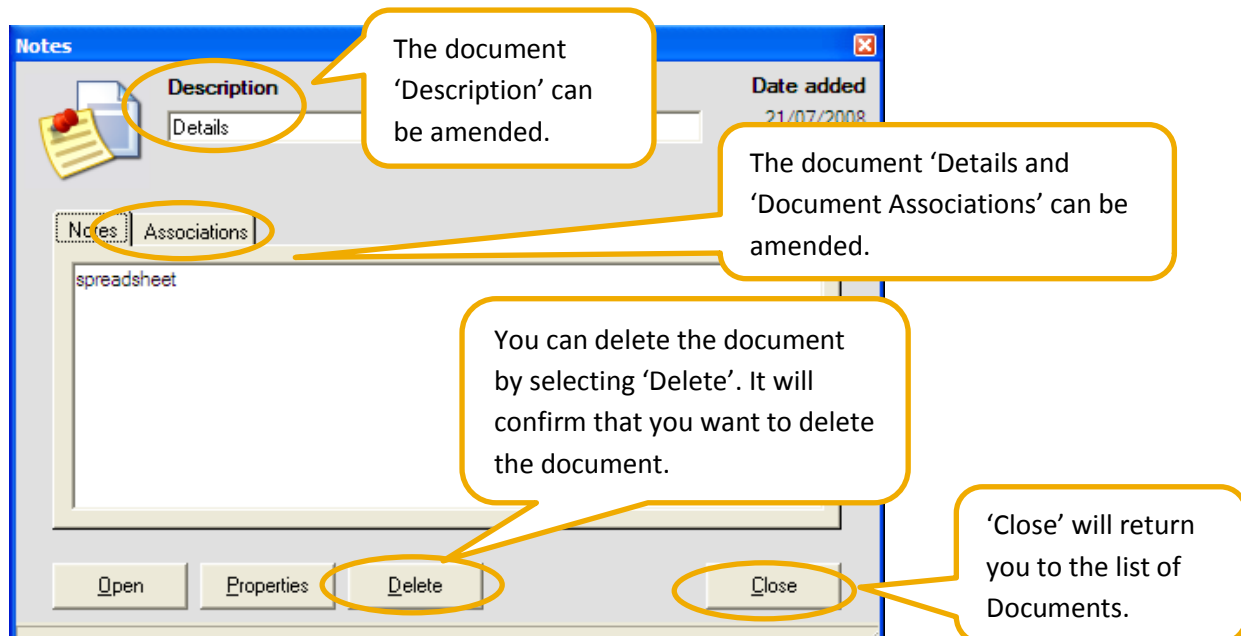 Notes
The document
‘Description’ can
be amended.
Description
Details
Date added
21/07/2008
The document ‘Details and
‘Document Associations’ can be
amended.
Notes
Associations
spreadsheet
You can delete the document
by selecting ‘Delete’. It will
confirm that you want to delete
the document.
‘Close’ will return
you to the list of
Documents.
Open
Properties
Delete
Close